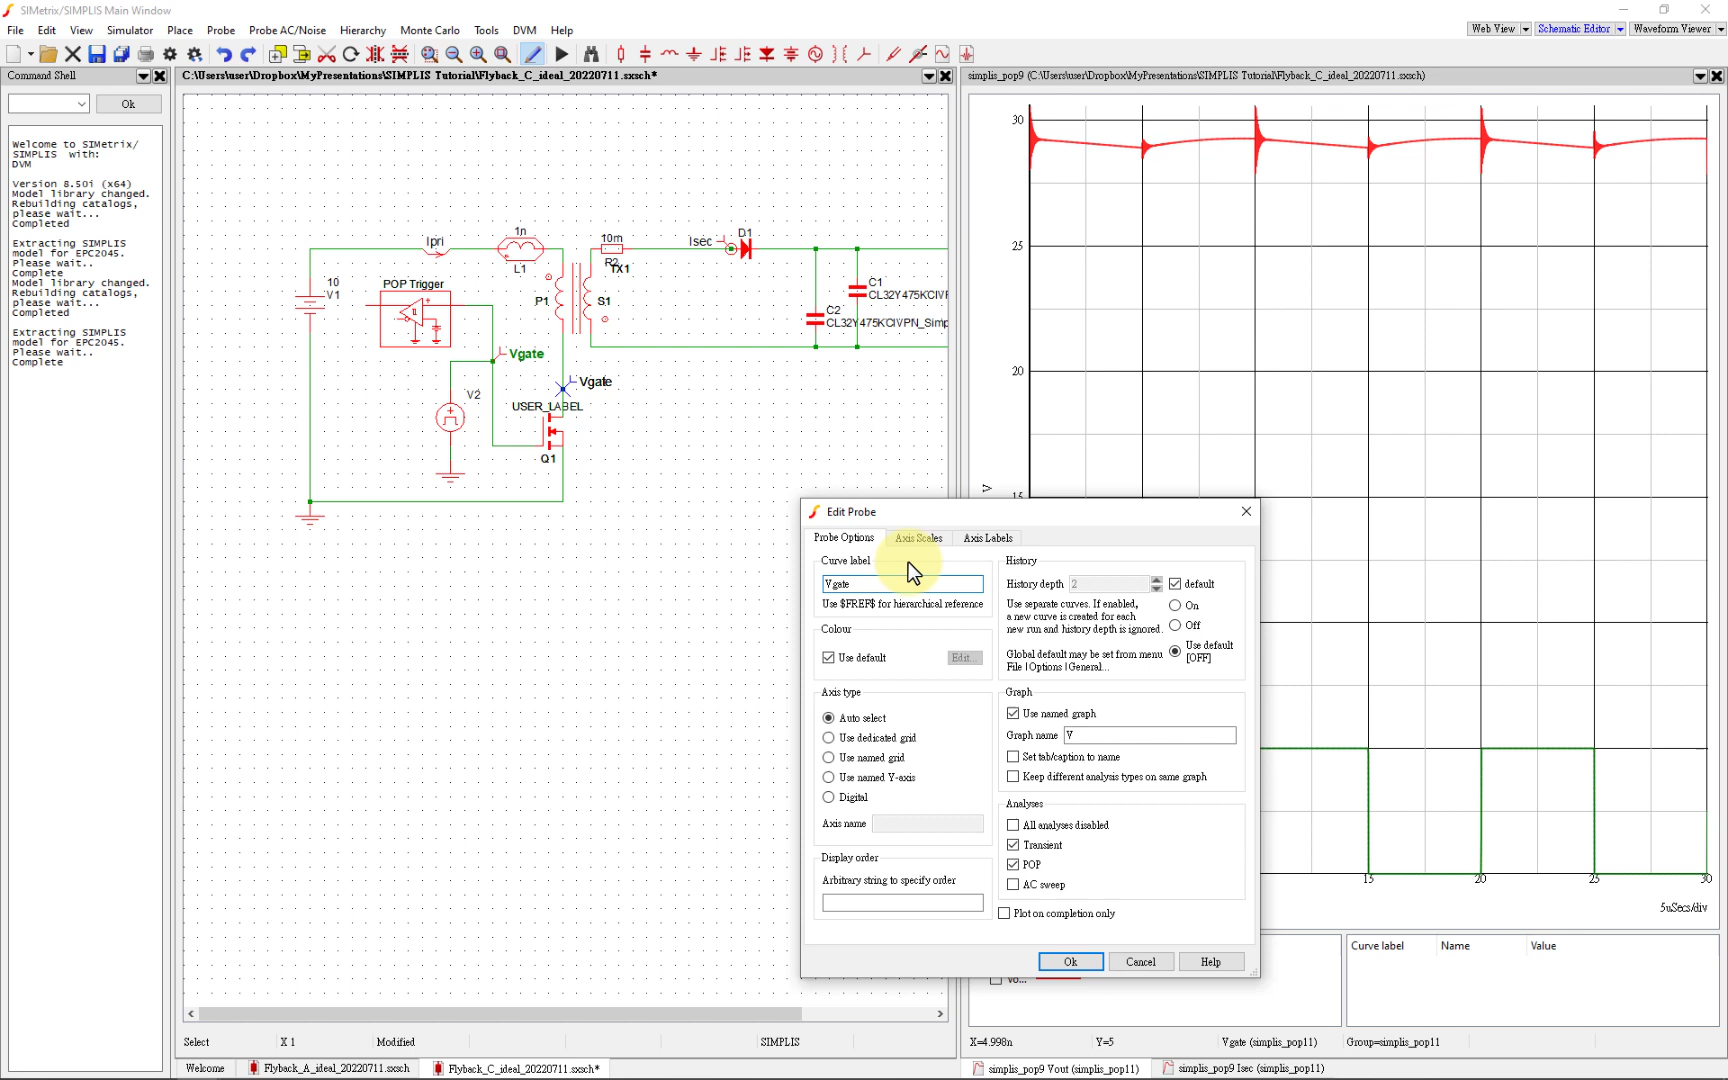 SIMetrix/SIMPLIS Main Window
File Edit View Simulator Place Probe Probe AC/Noise Hierarchy Monte Carlo Tools DVM Help
Web View Schematic Editor Waveform Viewer
Command Shell
C:\Users\user\Dropbox\MyPresentations\SIMPLIS Tutorial\Flyback_C_ideal_20220711.sxsch*
simplis_pop9 (C:\Users\user\Dropbox\MyPresentations\SIMPLIS Tutorial\Flyback_C_ideal_20220711.sxsch)
Ok
Welcome to SIMetrix/
SIMPLIS with:
DVM
Version 8.50i (x64)
Model library changed.
Rebuilding catalogs,
please wait...
Completed
Extracting SIMPLIS
model for EPC2045.
Please wait..
Complete
Model library changed.
Rebuilding catalogs,
please wait...
Completed
Extracting SIMPLIS
model for EPC2045.
Please wait..
Complete
Ipri
1n
L1
10m
R2
TX1
Isec
D1
10
V1
POP Trigger
P1
S1
C1
CL32Y475KCIVF
C2
CL32Y475KCIVPN_Simp
Vgate
Vgate
V2
USER_LABEL
Q1
30
25
20
15
V
15 20 25 30
5uSecs/div
Edit Probe
Probe Options Axis Scales Axis Labels
Curve label
Vgate
Use $FREF$ for hierarchical reference
Colour
Use default Edit...
Axis type
Auto select
Use dedicated grid
Use named grid
Use named Y-axis
Digital
Axis name
Display order
Arbitrary string to specify order
History
History depth 2 default
Use separate curves. If enabled,
a new curve is created for each
new run and history depth is ignored.
On
Off
Use default
[OFF]
Global default may be set from menu
File | Options | General...
Graph
Use named graph
Graph name V
Set tab/caption to name
Keep different analysis types on same graph
Analyses
All analyses disabled
Transient
POP
AC sweep
Plot on completion only
Ok Cancel Help
Vo...
Curve label Name Value
Select X 1 Modified SIMPLIS
X=4.998n Y=5 Vgate (simplis_pop11) Group=simplis_pop11
Welcome Flyback_A_ideal_20220711.sxsch Flyback_C_ideal_20220711.sxsch*
simplis_pop9 Vout (simplis_pop11) simplis_pop9 Isec (simplis_pop11)